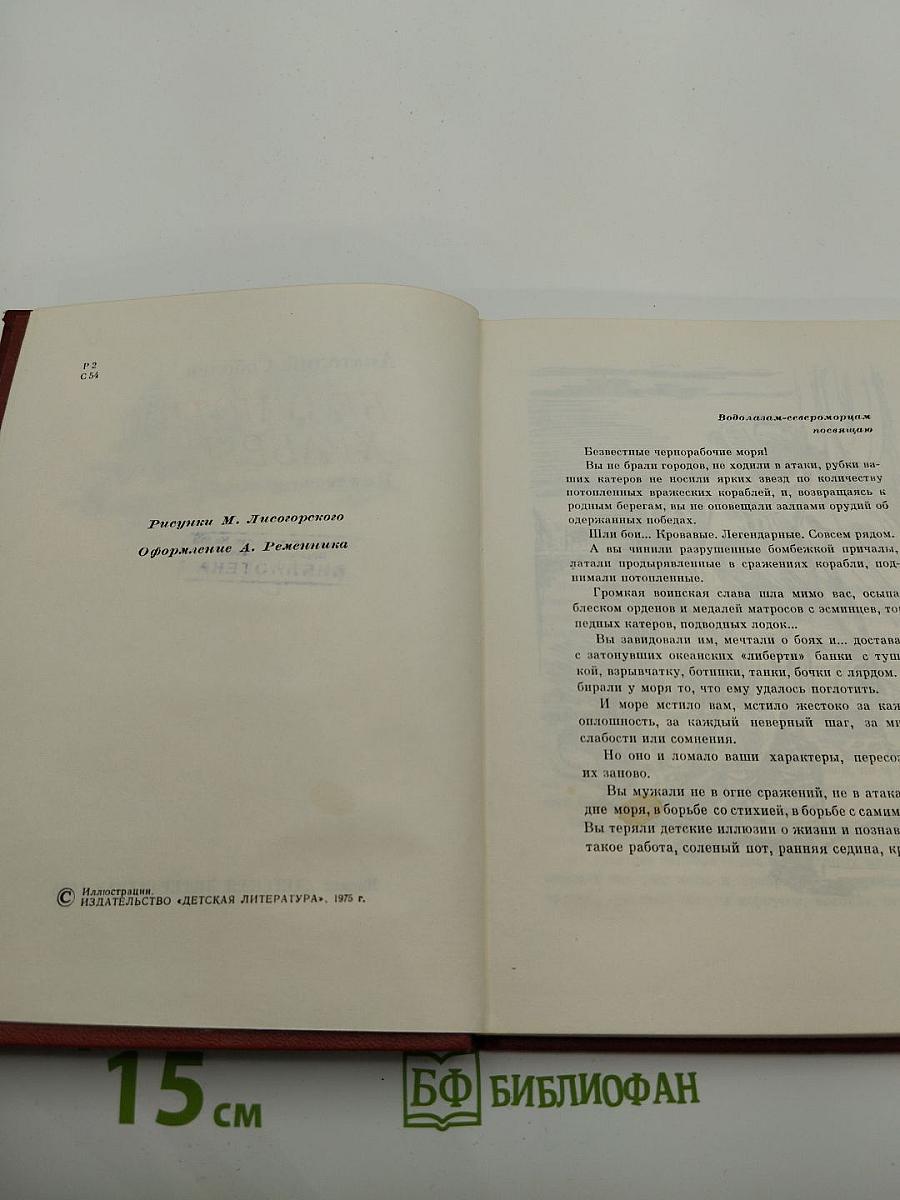 Р 2
С 54
Рисунки М. Лисогорского
Оформление А. Ременника
© Иллюстрации.
ИЗДАТЕЛЬСТВО «ДЕТСКАЯ ЛИТЕРАТУРА», 1975 г.
Водолазам-североморцам
посвящаю
Безвестные чернорабочие моря!
Вы не брали городов, не ходили в атаки, рубки ва-
ших катеров не носили ярких звезд по количеству
потопленных вражеских кораблей, и, возвращаясь к
родным берегам, вы не оповещали залпами орудий об
одержанных победах.
Шли бои... Кровавые. Легендарные. Совсем рядом.
А вы чинили разрушенные бомбежкой причалы,
латали продырявленные в сражениях корабли, под-
нимали потопленные.
Громкая воинская слава шла мимо вас, осыпа
блеском орденов и медалей матросов с эсминцев, то
педных катеров, подводных лодок...
Вы завидовали им, мечтали о боях и... достава
с затонувших океанских «либерти» банки с туш
кой, взрывчатку, ботинки, танки, бочки с лярдом.
бирали у моря то, что ему удалось поглотить.
И море мстило вам, мстило жестоко за каж
оплошность, за каждый неверный шаг, за ми
слабости или сомнения.
Но оно и ломало ваши характеры, пересоз
их заново.
Вы мужали не в огне сражений, не в атака
дне моря, в борьбе со стихией, в борьбе с самим
Вы теряли детские иллюзии о жизни и познав
такое работа, соленый пот, ранняя седина, кр
15 см
БФ БИБЛИОФАН